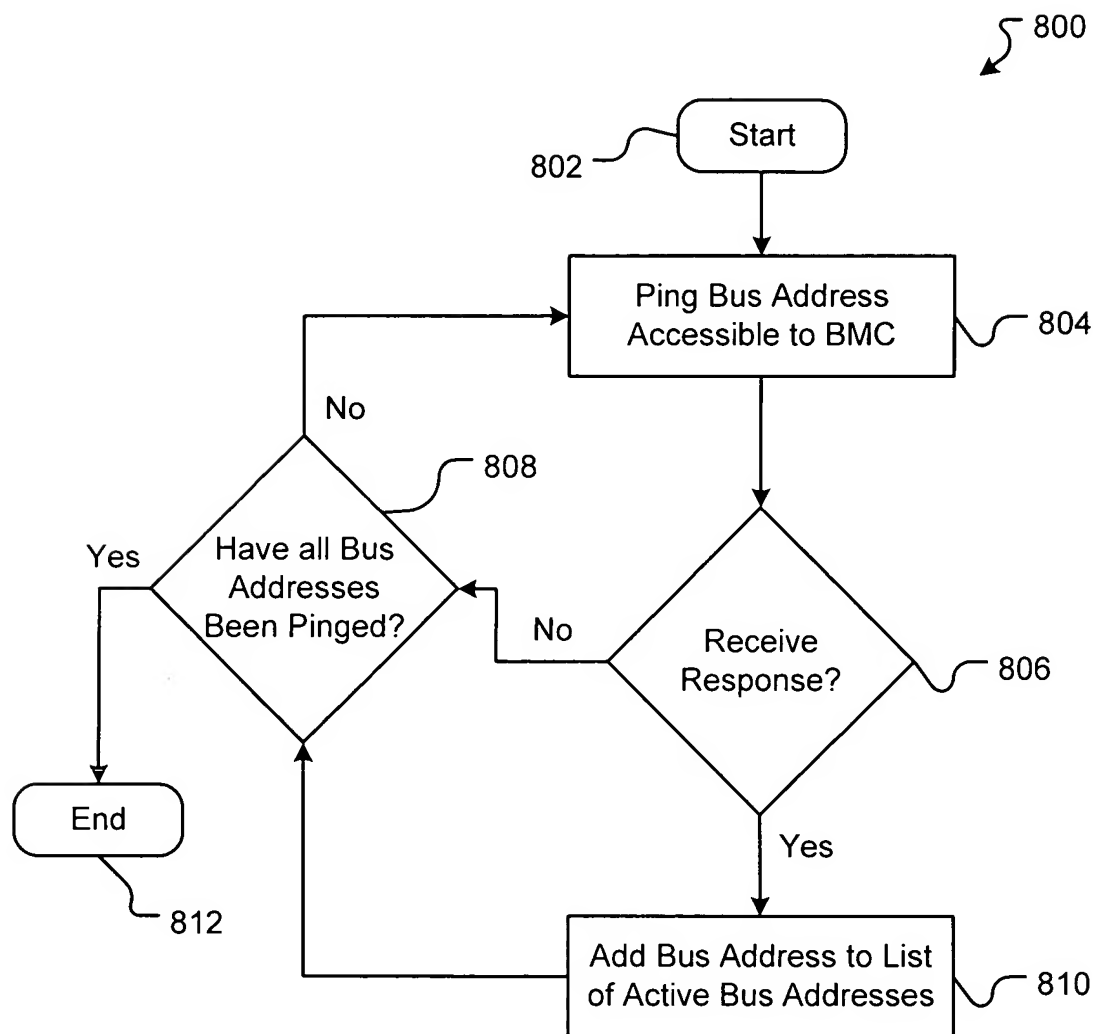 800
Start
802
Ping Bus Address
Accessible to BMC
804
No
808
Yes
Have all Bus
Addresses
Been Pinged?
No
Receive
Response?
806
End
Yes
812
Add Bus Address to List
of Active Bus Addresses
810